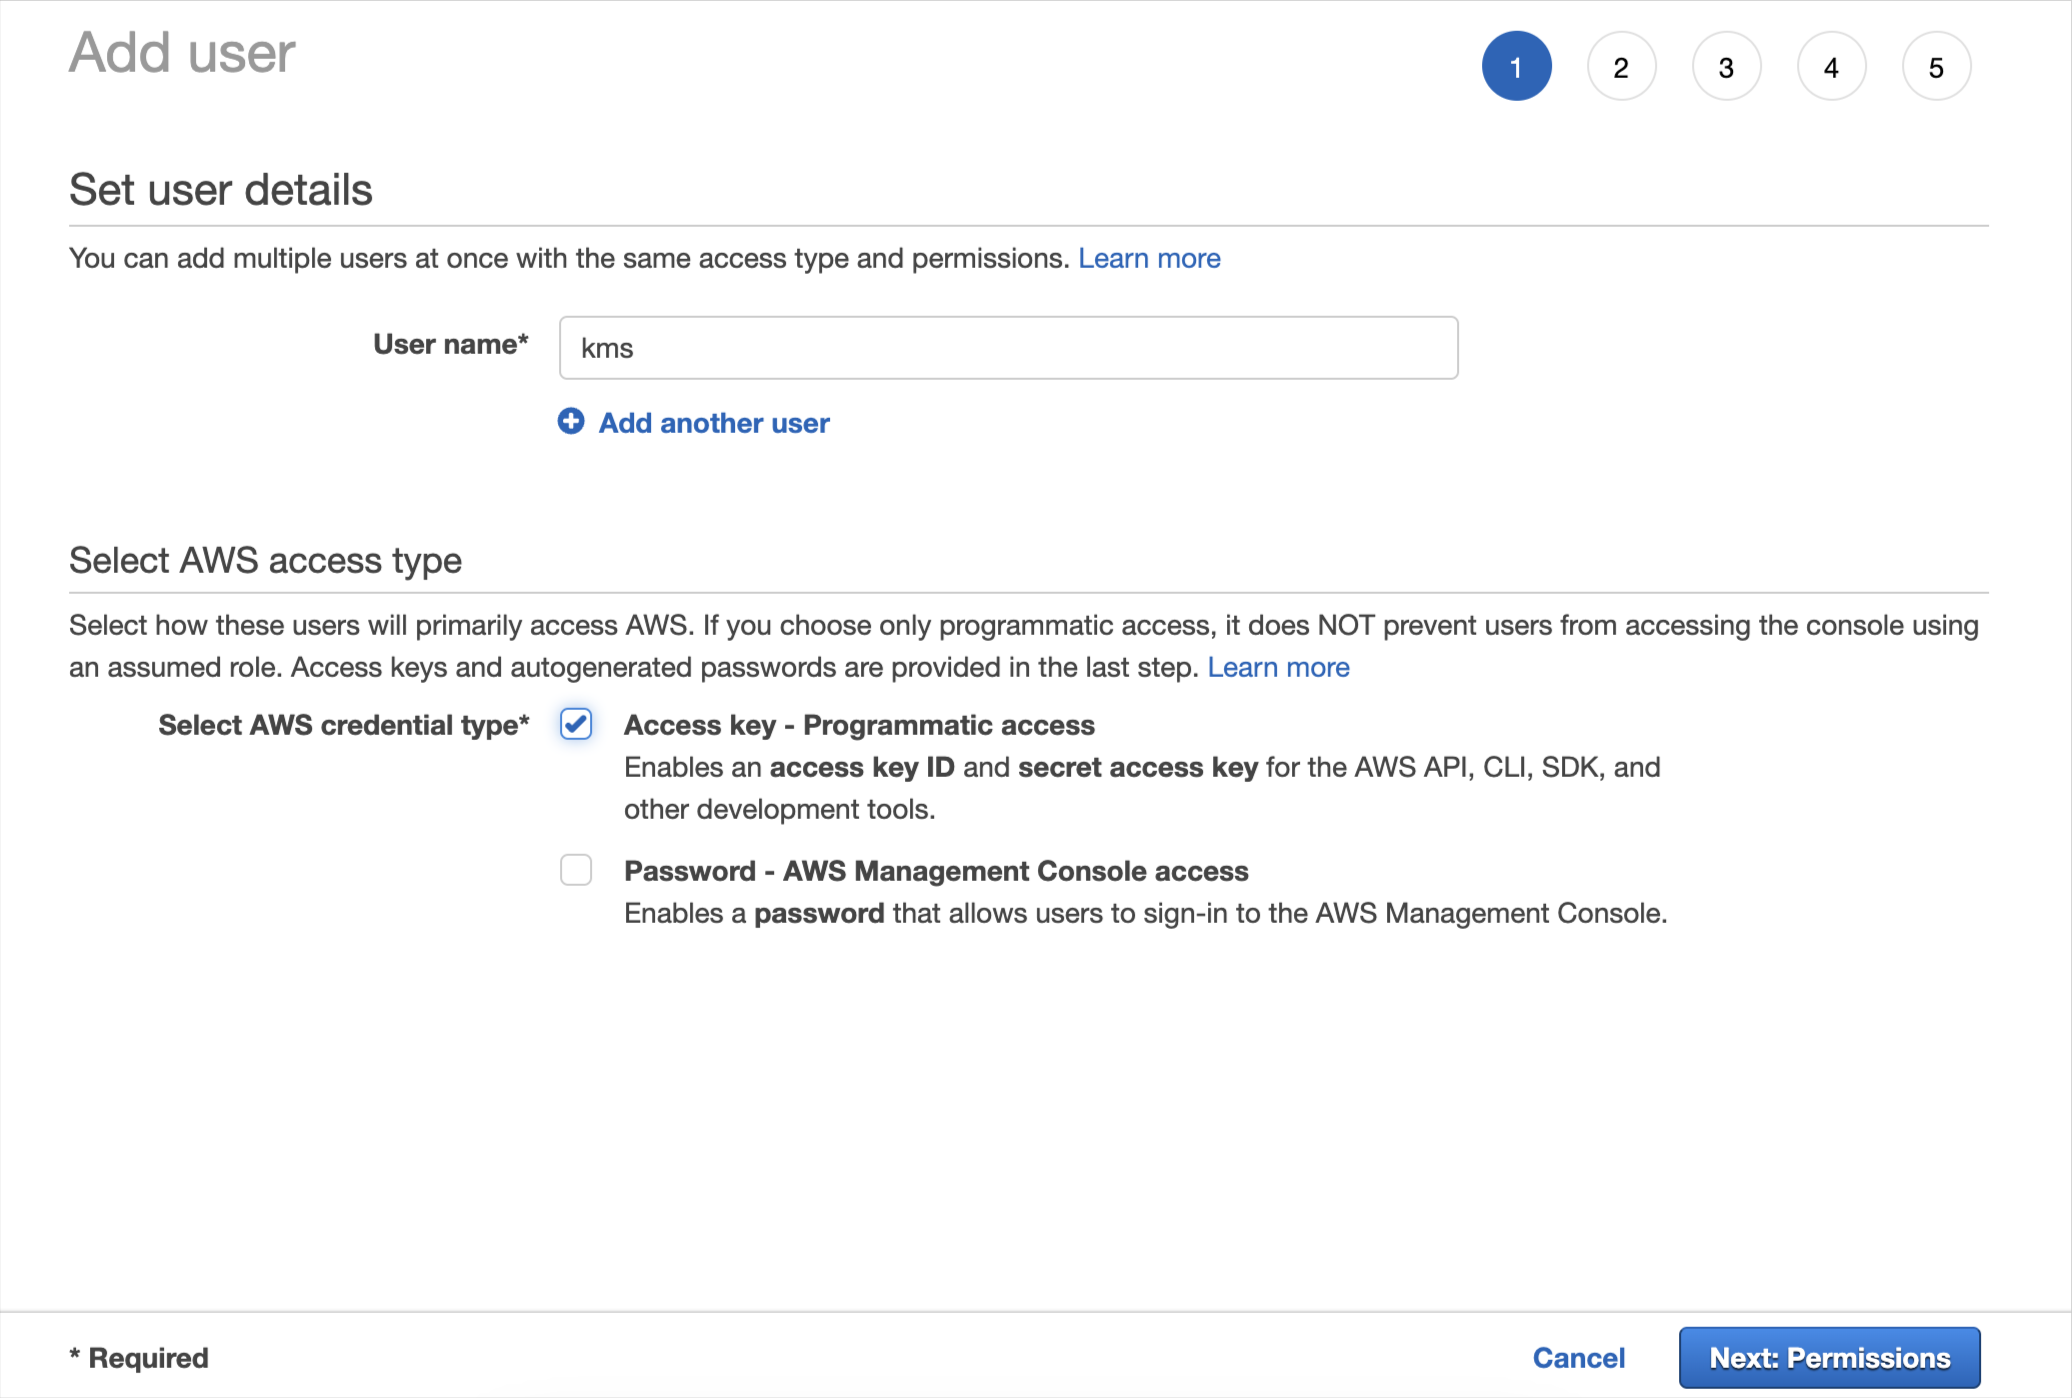 Add user
1 2 3 4 5
Set user details
You can add multiple users at once with the same access type and permissions. Learn more
User name* kms
Add another user
Select AWS access type
Select how these users will primarily access AWS. If you choose only programmatic access, it does NOT prevent users from accessing the console using
an assumed role. Access keys and autogenerated passwords are provided in the last step. Learn more
Select AWS credential type* Access key - Programmatic access
Enables an access key ID and secret access key for the AWS API, CLI, SDK, and
other development tools.
Password - AWS Management Console access
Enables a password that allows users to sign-in to the AWS Management Console.
* Required Cancel Next: Permissions